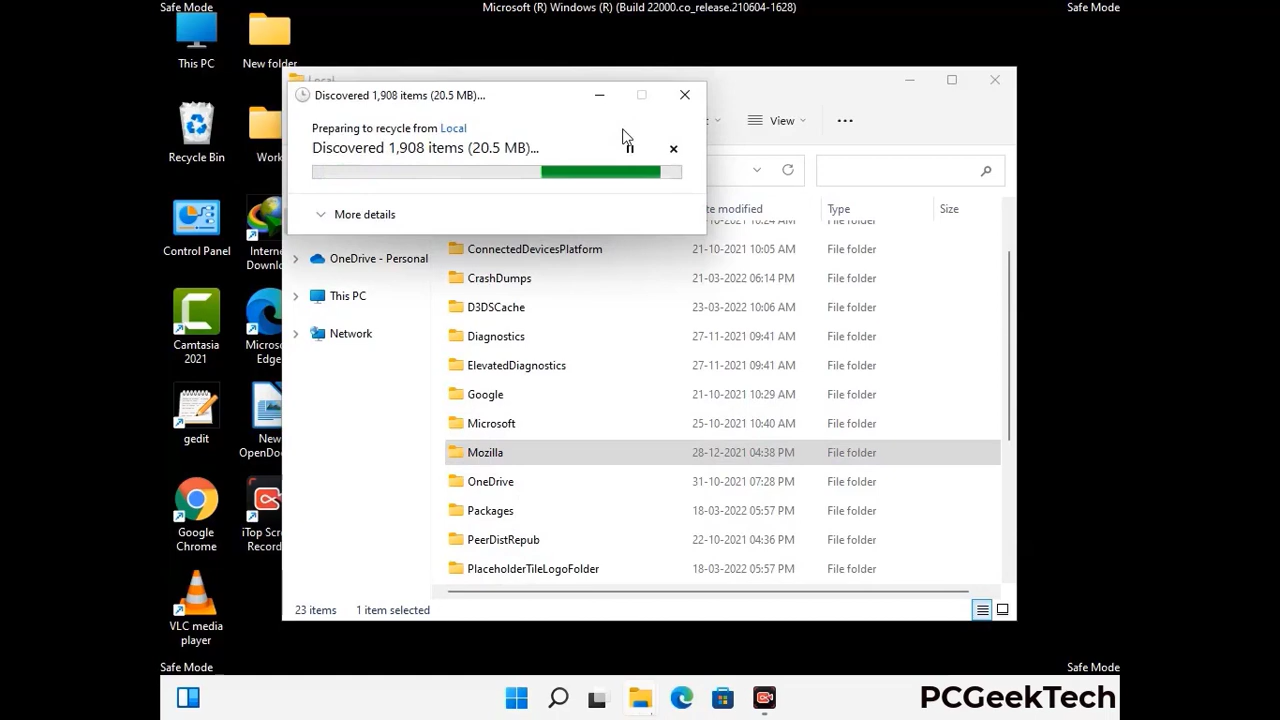 Safe Mode
Microsoft (R) Windows (R) (Build 22000.co_release.210604-1628)
Safe Mode
This PC
New folder
Recycle Bin
Work
Control Panel
Camtasia
2021
Edge
gedit
New
Google
Chrome
VLC media
player
Local
Discovered 1,908 items (20.5 MB)...
Preparing to recycle from Local
Discovered 1,908 items (20.5 MB)...
More details
View
OneDrive - Personal
This PC
Network
te modified
Type
Size
File folder
ConnectedDevicesPlatform 21-10-2021 10:05 AM File folder
CrashDumps 21-03-2022 06:14 PM File folder
D3DSCache 23-03-2022 10:06 AM File folder
Diagnostics 27-11-2021 09:41 AM File folder
ElevatedDiagnostics 27-11-2021 09:41 AM File folder
Google 21-10-2021 10:29 AM File folder
Microsoft 25-10-2021 10:40 AM File folder
Mozilla 28-12-2021 04:38 PM File folder
OneDrive 31-10-2021 07:28 PM File folder
Packages 18-03-2022 05:57 PM File folder
PeerDistRepub 22-10-2021 04:36 PM File folder
PlaceholderTileLogoFolder 18-03-2022 05:57 PM File folder
23 items 1 item selected
Safe Mode
Safe Mode
PCGeekTech